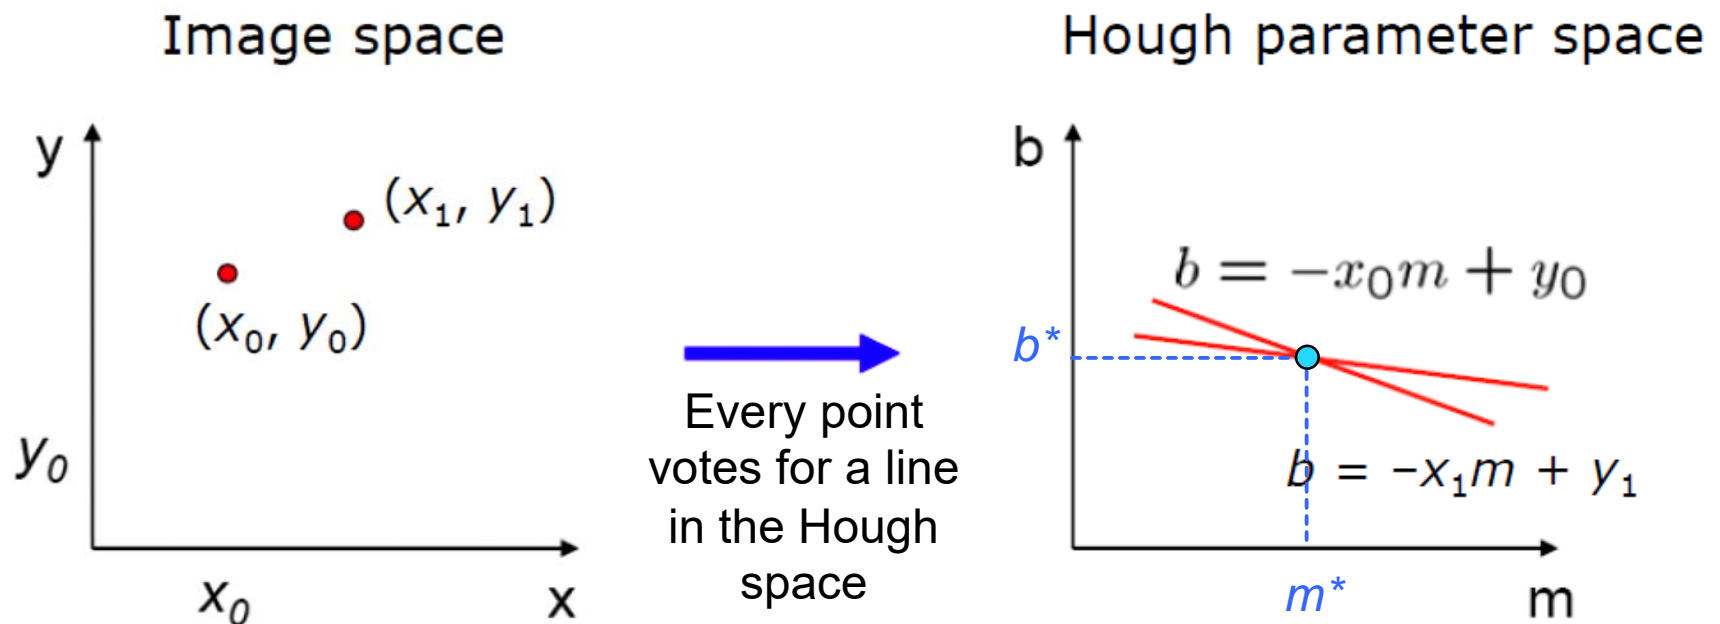 Image space
y
(x₁, y₁)
(x₀, y₀)
y₀
x₀
x
Every point
votes for a line
in the Hough
space
Hough parameter space
b
b = −x₀m + y₀
b*
b = −x₁m + y₁
m*
m